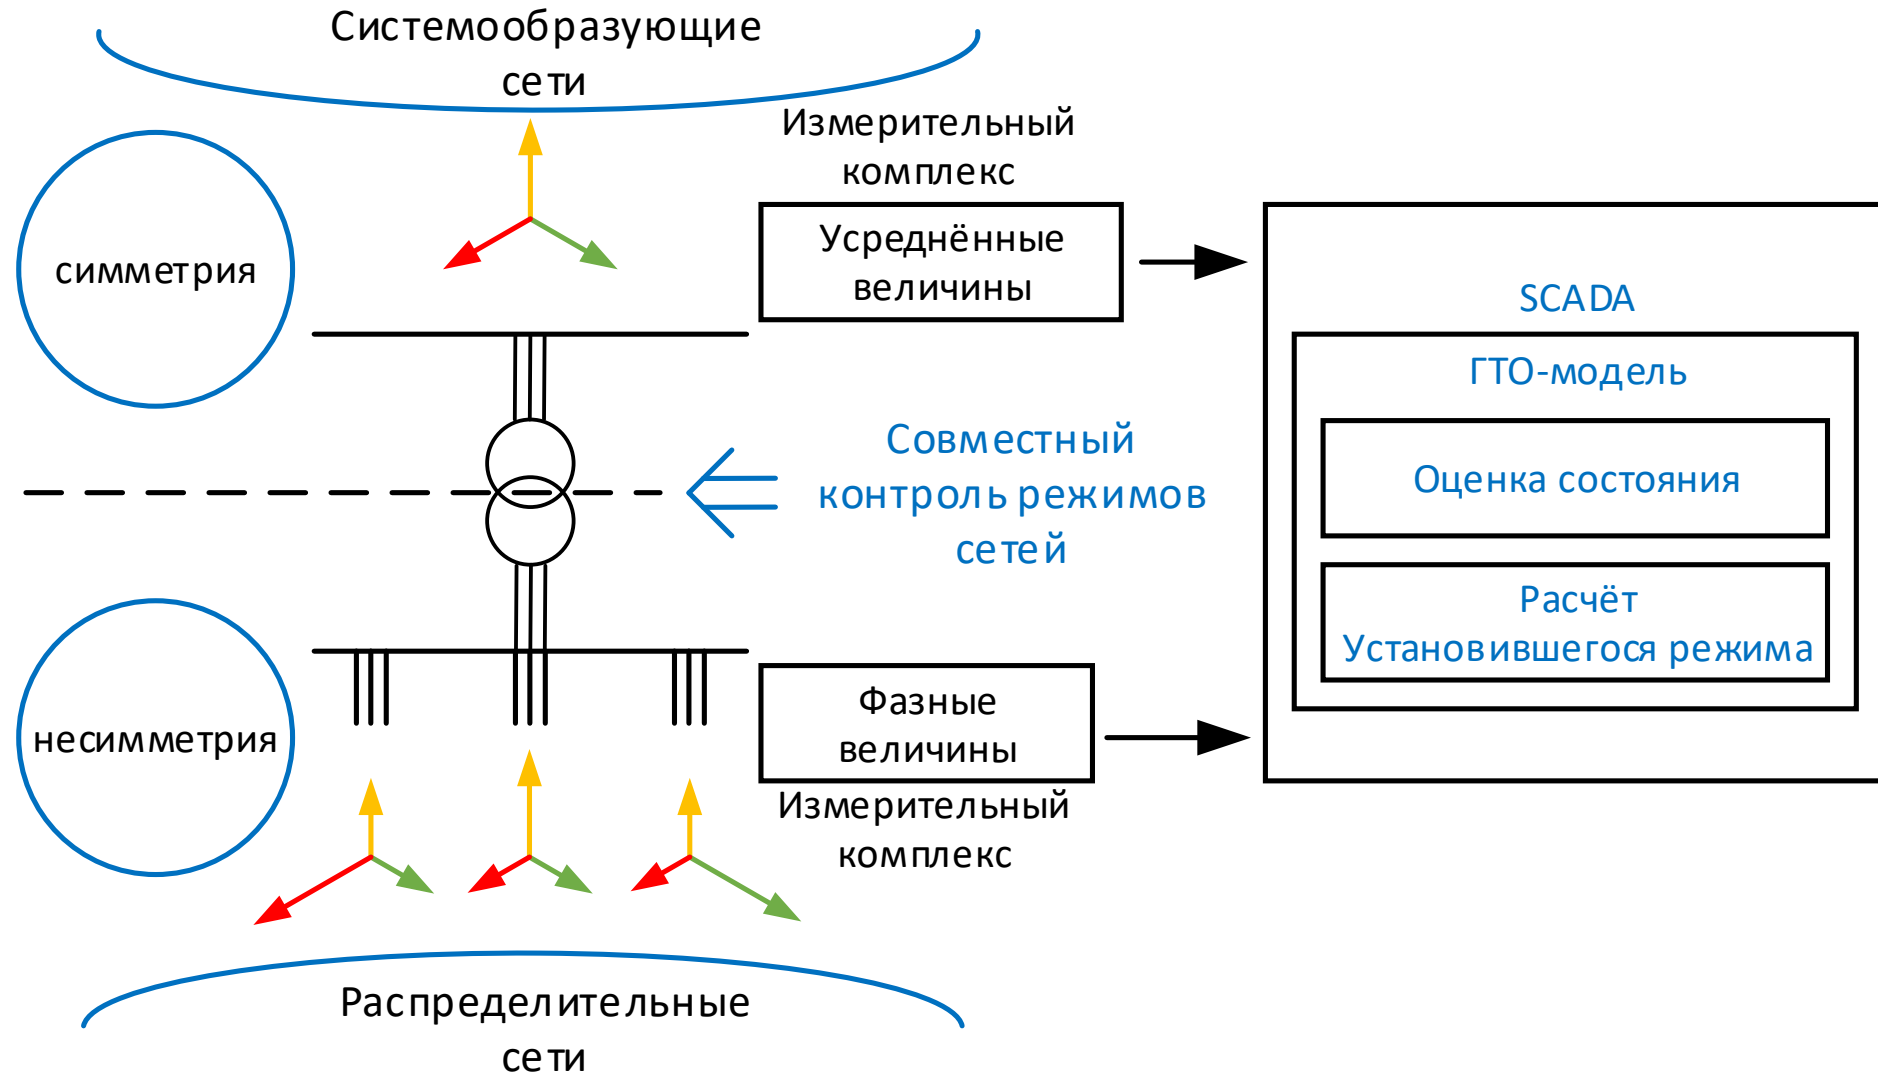 Системообразующие
сети
Измерительный
комплекс
симметрия
Усреднённые
величины
SCADA
ГТО-модель
Совместный
контроль режимов
сетей
Оценка состояния
Расчёт
Установившегося режима
несимметрия
Фазные
величины
Измерительный
комплекс
Распределительные
сети